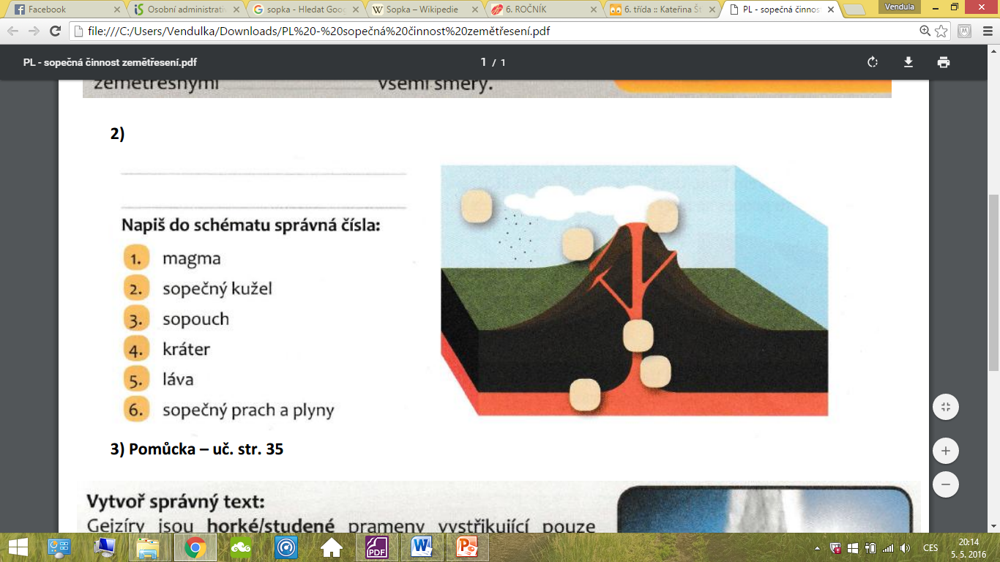 Facebook
Osobní administrativ
sopka - Hledat Goo
Sopka – Wikipedie
6. ROČNÍK
6. třída :: Kateřina Št
PL - sopečná činnos
Vendula
file:///C:/Users/Vendulka/Downloads/PL%20-%20sopečná%20činnost%20zemětřesení.pdf
PL - sopečná činnost zemětřesení.pdf
1 / 1
zemětřesnými všemi směry.
2)
Napiš do schématu správná čísla:
1. magma
2. sopečný kužel
3. sopouch
4. kráter
5. láva
6. sopečný prach a plyny
3) Pomůcka – uč. str. 35
Vytvoř správný text:
Gejzíry jsou horké/studené prameny vystřikující pouze
PDF
CES
20:14
5. 5. 2016